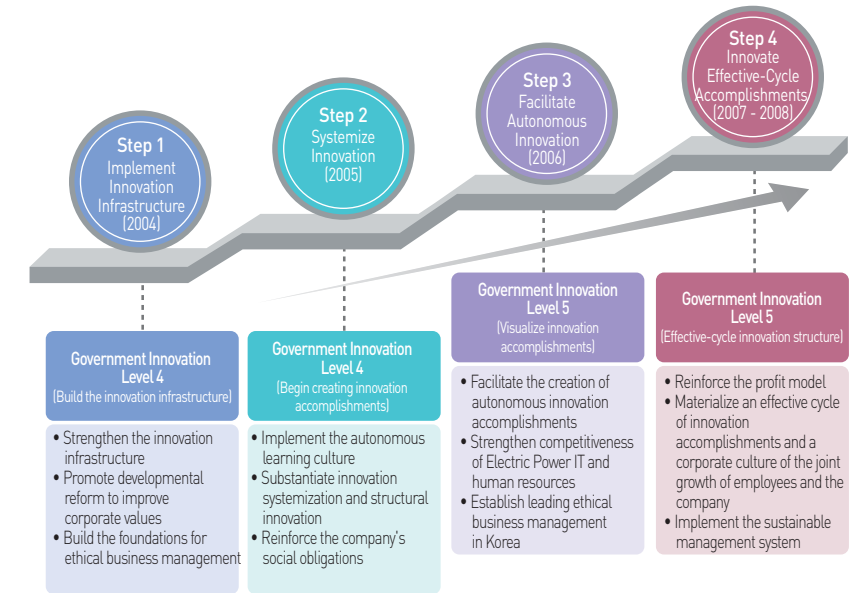 Step 1
Implement
Innovation
Infrastructure
(2004)
Step 2
Systemize
Innovation
(2005)
Step 3
Facilitate
Autonomous
Innovation
(2006)
Step 4
Innovate
Effective-Cycle
Accomplishments
(2007 - 2008)
Government Innovation
Level 4
(Build the innovation infrastructure)
• Strengthen the innovation
infrastructure
• Promote developmental
reform to improve
corporate values
• Build the foundations for
ethical business management
Government Innovation
Level 4
(Begin creating innovation
accomplishments)
• Implement the autonomous
learning culture
• Substantiate innovation
systemization and structural
innovation
• Reinforce the company's
social obligations
Government Innovation
Level 5
(Visualize innovation
accomplishments)
• Facilitate the creation of
autonomous innovation
accomplishments
• Strengthen competitiveness
of Electric Power IT and
human resources
• Establish leading ethical
business management
in Korea
Government Innovation
Level 5
(Effective-cycle innovation structure)
• Reinforce the profit model
• Materialize an effective cycle
of innovation
accomplishments and a
corporate culture of the joint
growth of employees and the
company
• Implement the sustainable
management system